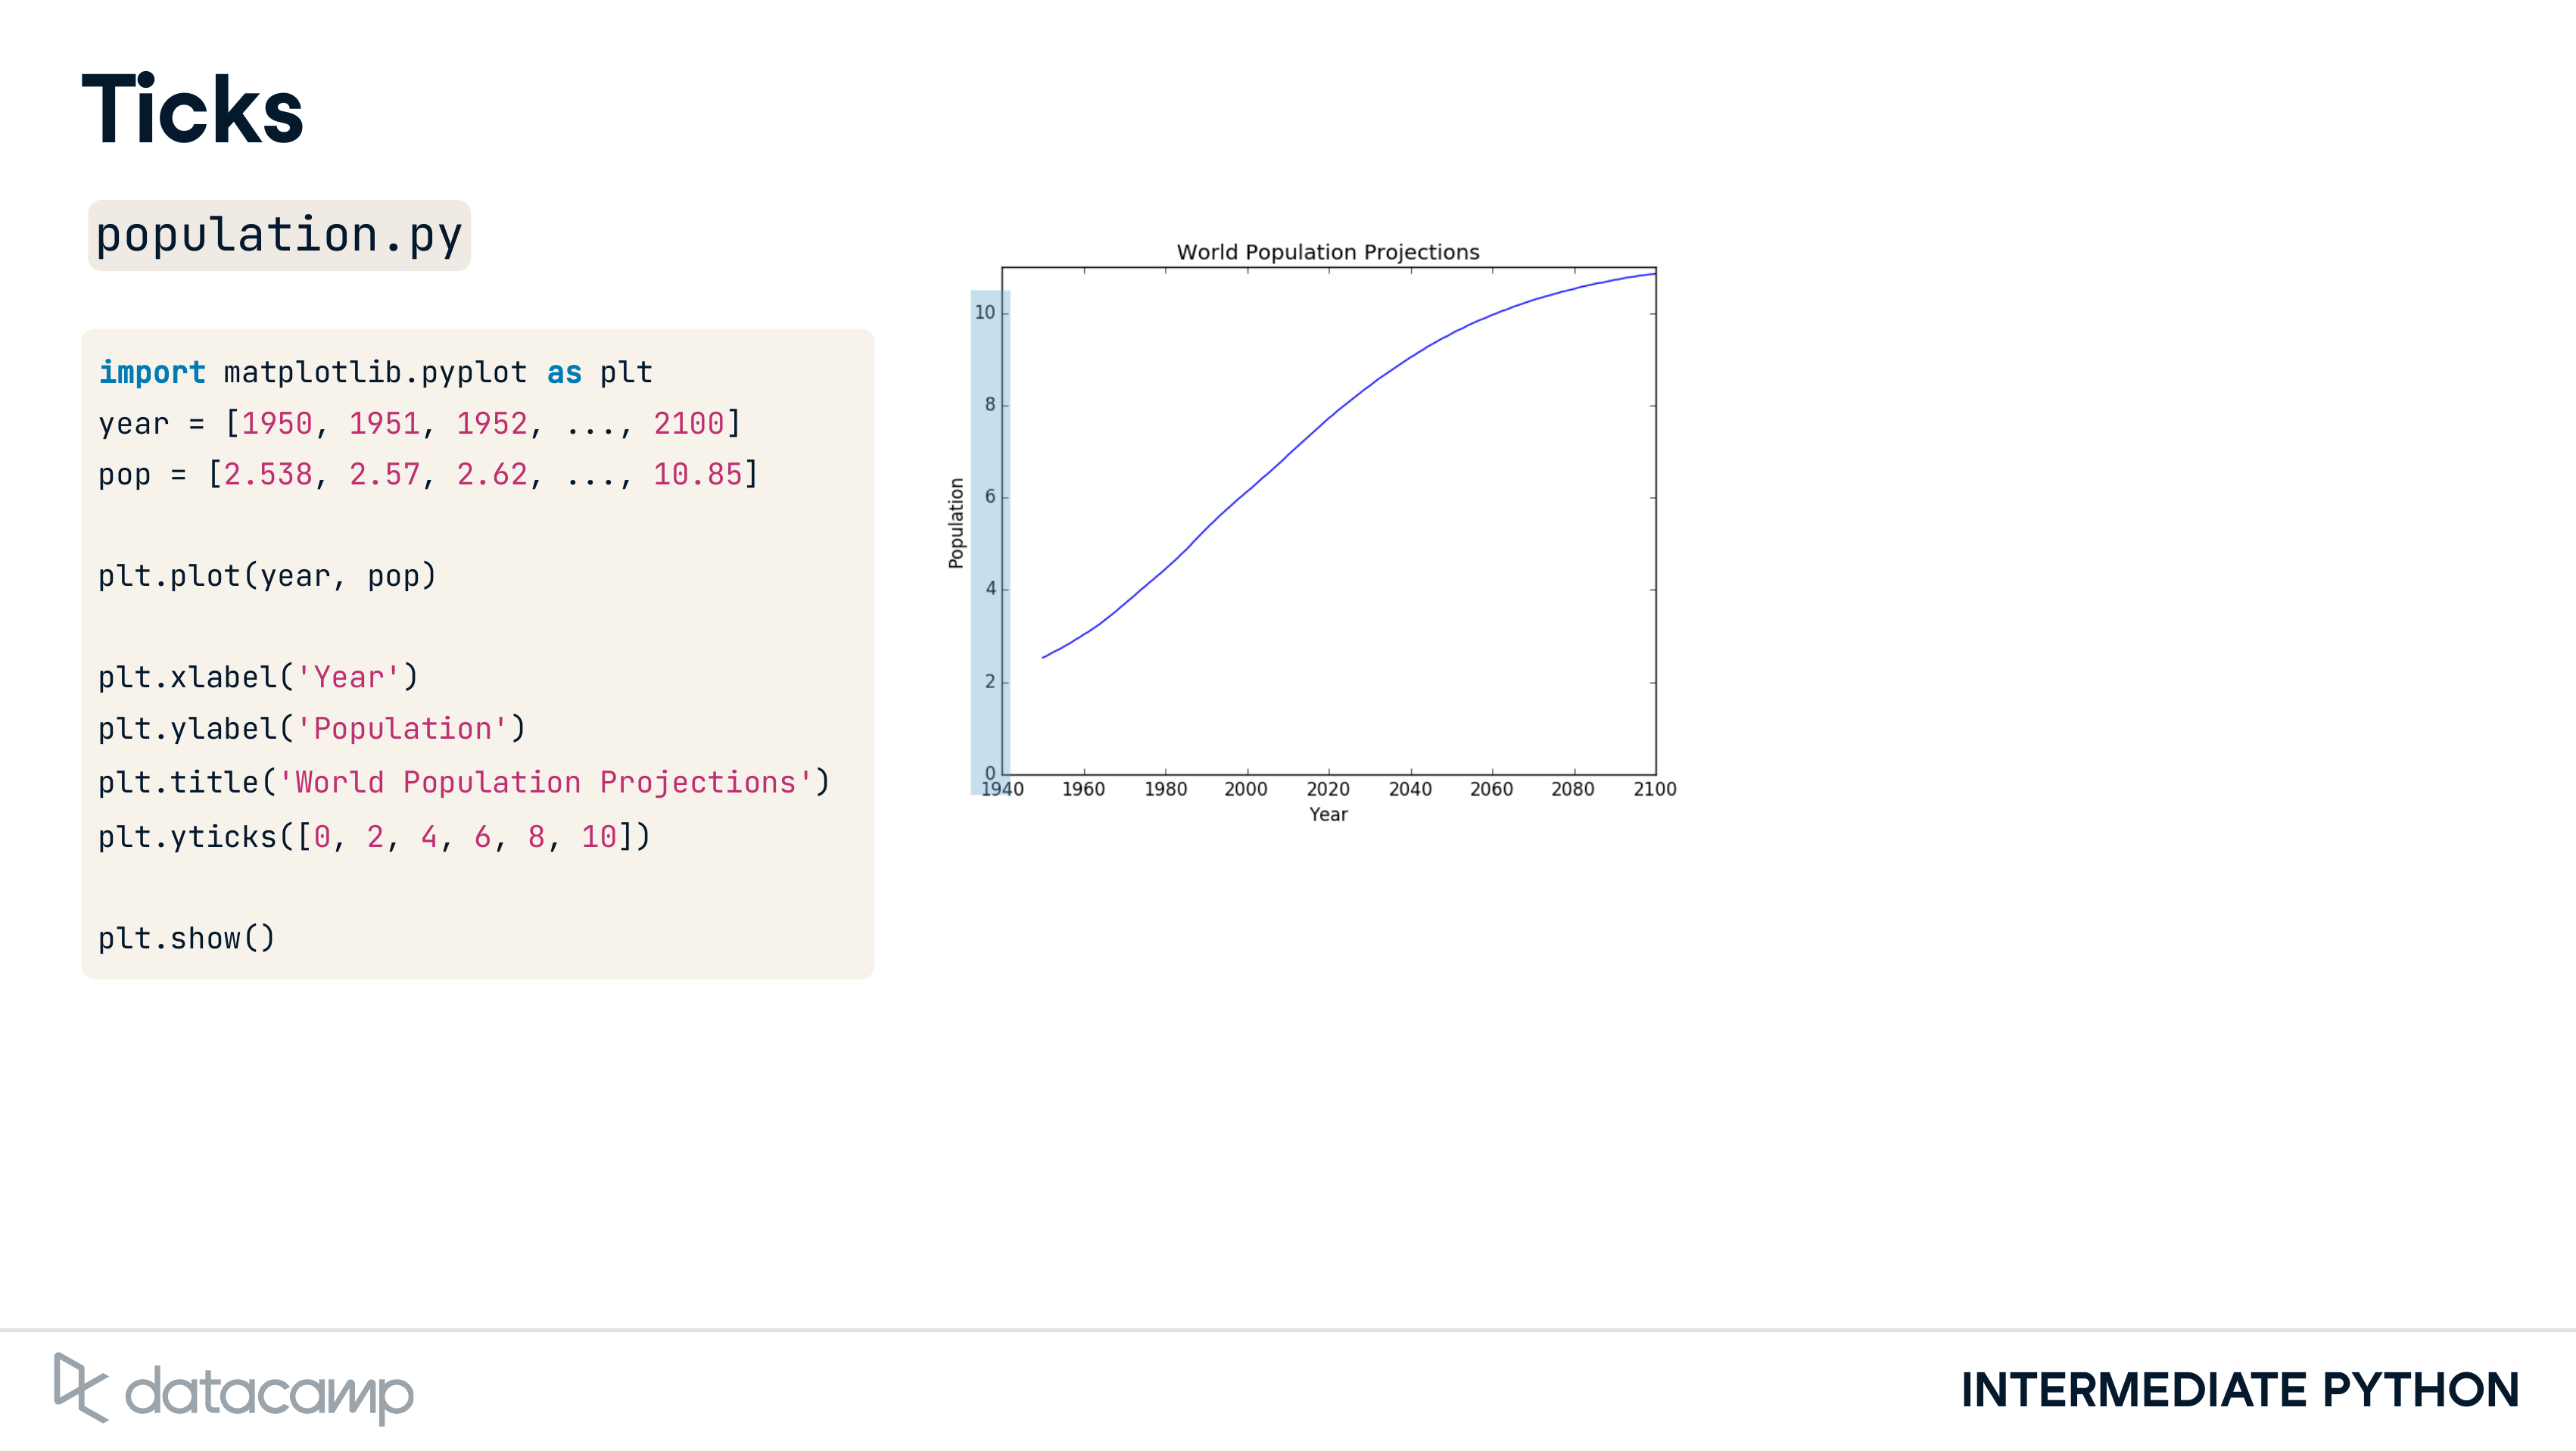 Ticks
population.py
import matplotlib.pyplot as plt
year = [1950, 1951, 1952, ..., 2100]
pop = [2.538, 2.57, 2.62, ..., 10.85]
plt.plot(year, pop)
plt.xlabel('Year')
plt.ylabel('Population')
plt.title('World Population Projections')
plt.yticks([0, 2, 4, 6, 8, 10])
plt.show()
World Population Projections
10
8
6
4
2
0
Population
1940 1960 1980 2000 2020 2040 2060 2080 2100
Year
datacamp
INTERMEDIATE PYTHON